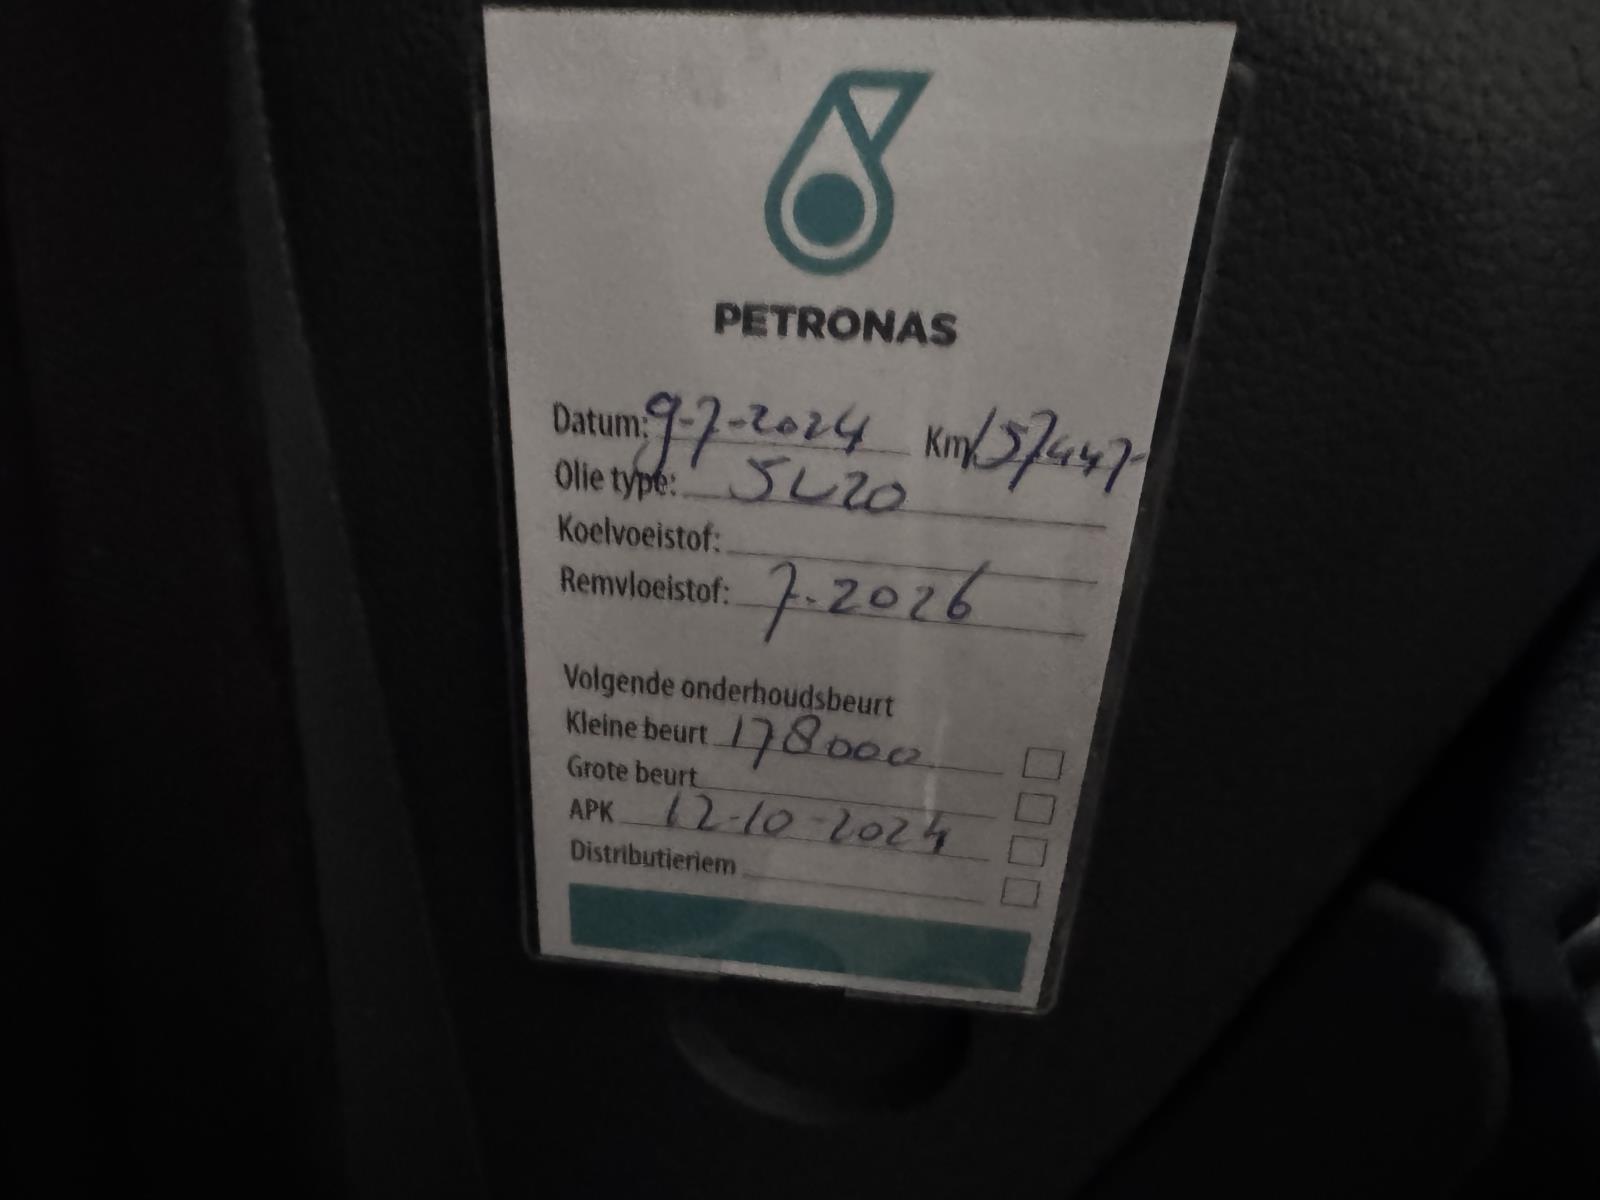 PETRONAS
Datum: 9-7-2024 Km 157447-
Olie type: 5L20
Koelvoeistof:
Remvloeistof: 7-2026
Volgende onderhoudsbeurt
Kleine beurt 178000
Grote beurt
APK 12-10-2024
Distributieriem